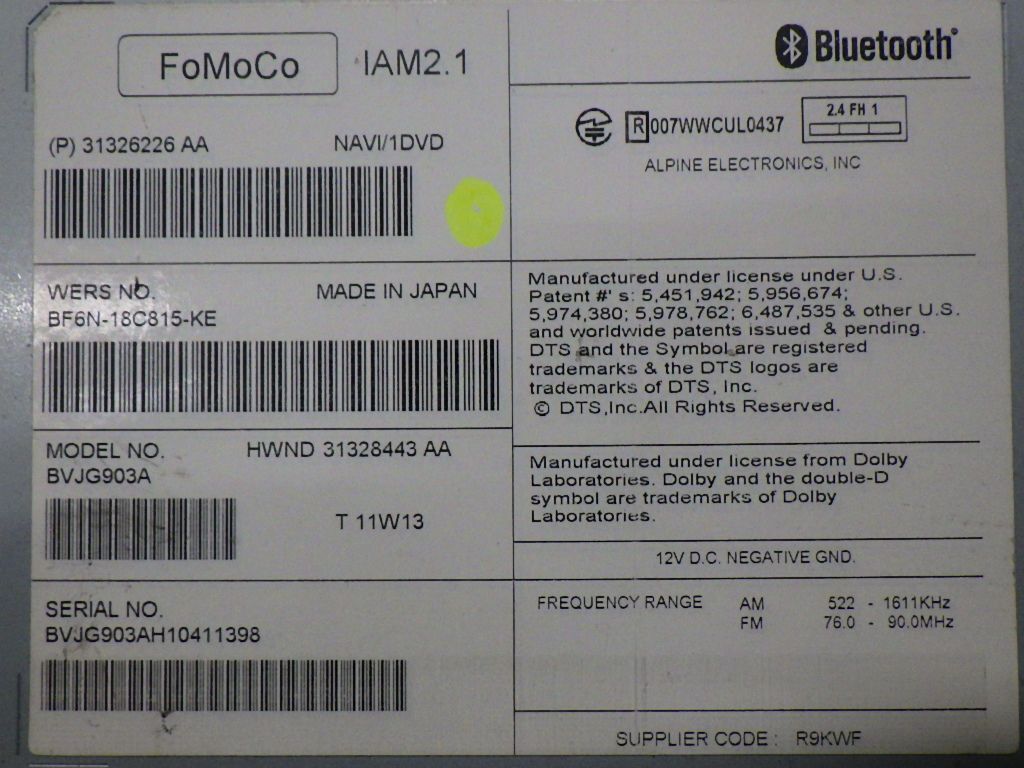 FoMoCo IAM2.1
(P) 31326226 AA NAVI/1DVD
WERS NO. MADE IN JAPAN
BF6N-18C815-KE
MODEL NO. HWND 31328443 AA
BVJG903A
T 11W13
SERIAL NO.
BVJG903AH10411398
Bluetooth®
R 007WWCUL0437 2.4 FH 1
ALPINE ELECTRONICS, INC
Manufactured under license under U.S.
Patent #' s: 5,451,942; 5,956,674;
5,974,380; 5,978,762; 6,487,535 & other U.S.
and worldwide patents issued & pending.
DTS and the Symbol are registered
trademarks & the DTS logos are
trademarks of DTS, Inc.
© DTS,Inc.All Rights Reserved.
Manufactured under license from Dolby
Laboratories. Dolby and the double-D
symbol are trademarks of Dolby
Laboratories.
12V D.C. NEGATIVE GND.
FREQUENCY RANGE AM 522 - 1611KHz
FM 76.0 - 90.0MHz
SUPPLIER CODE : R9KWF